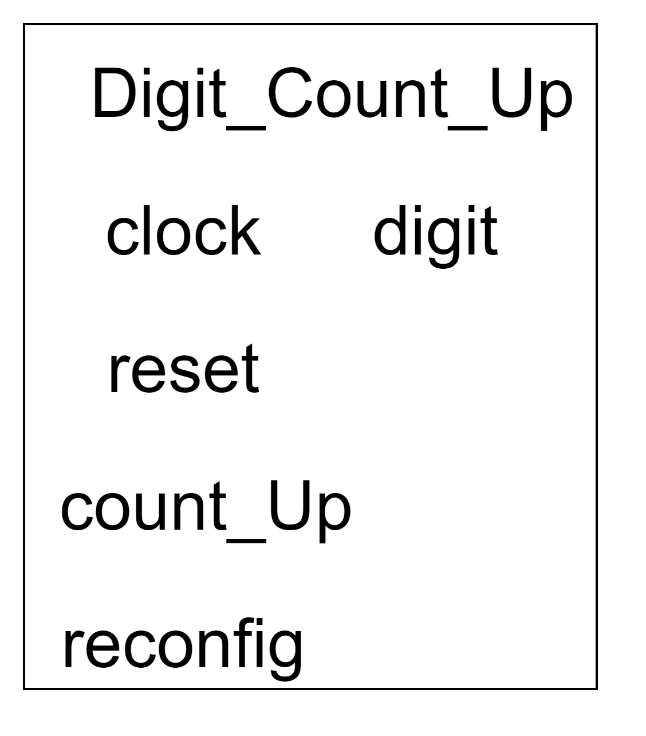 Digit_Count_Up
clock digit
reset
count_Up
reconfig